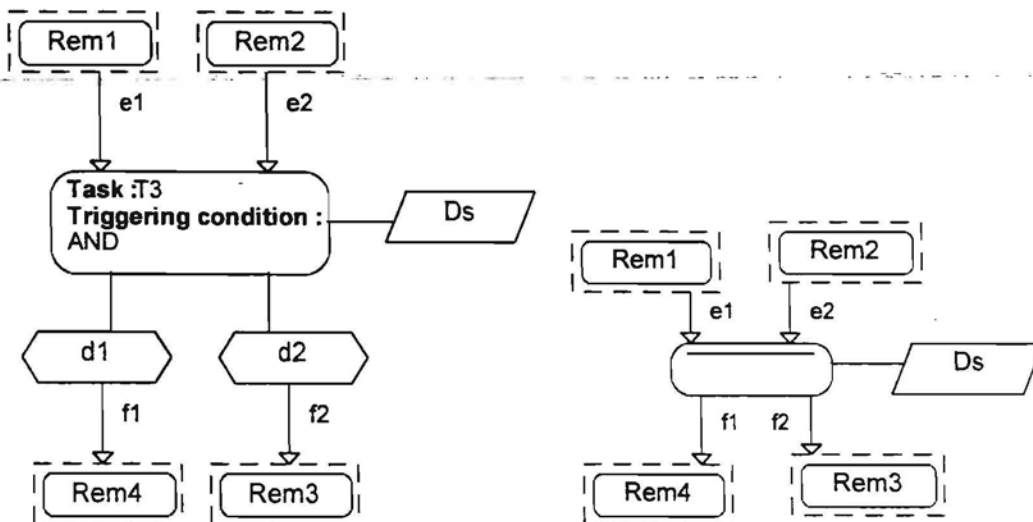 Rem1 Rem2
e1 e2
Task :T3
Triggering condition :
AND
Ds
d1 d2
f1 f2
Rem4 Rem3
Rem1 Rem2
e1 e2
Ds
f1 f2
Rem4 Rem3